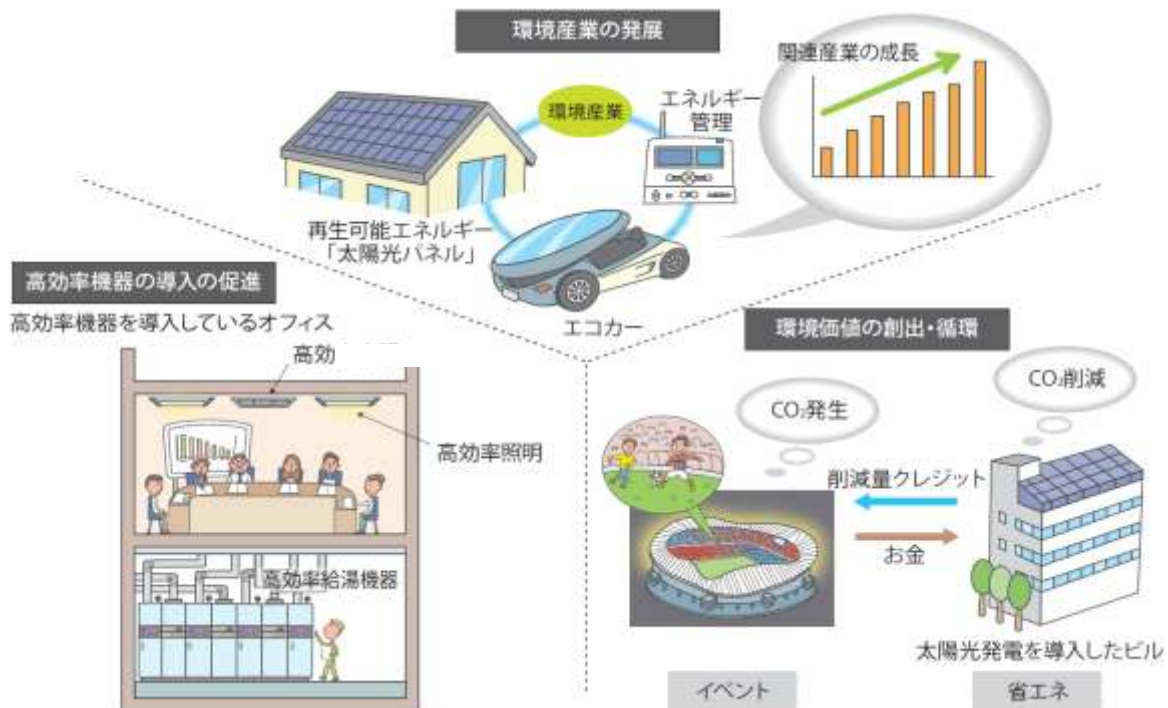 環境産業の発展
関連産業の成長
環境産業
エネルギー
管理
再生可能エネルギー
「太陽光パネル」
エコカー
高効率機器の導入の促進
高効率機器を導入しているオフィス
高効
高効率照明
高効率給湯機器
環境価値の創出・循環
CO₂発生
CO₂削減
削減量クレジット
お金
太陽光発電を導入したビル
イベント
省エネ